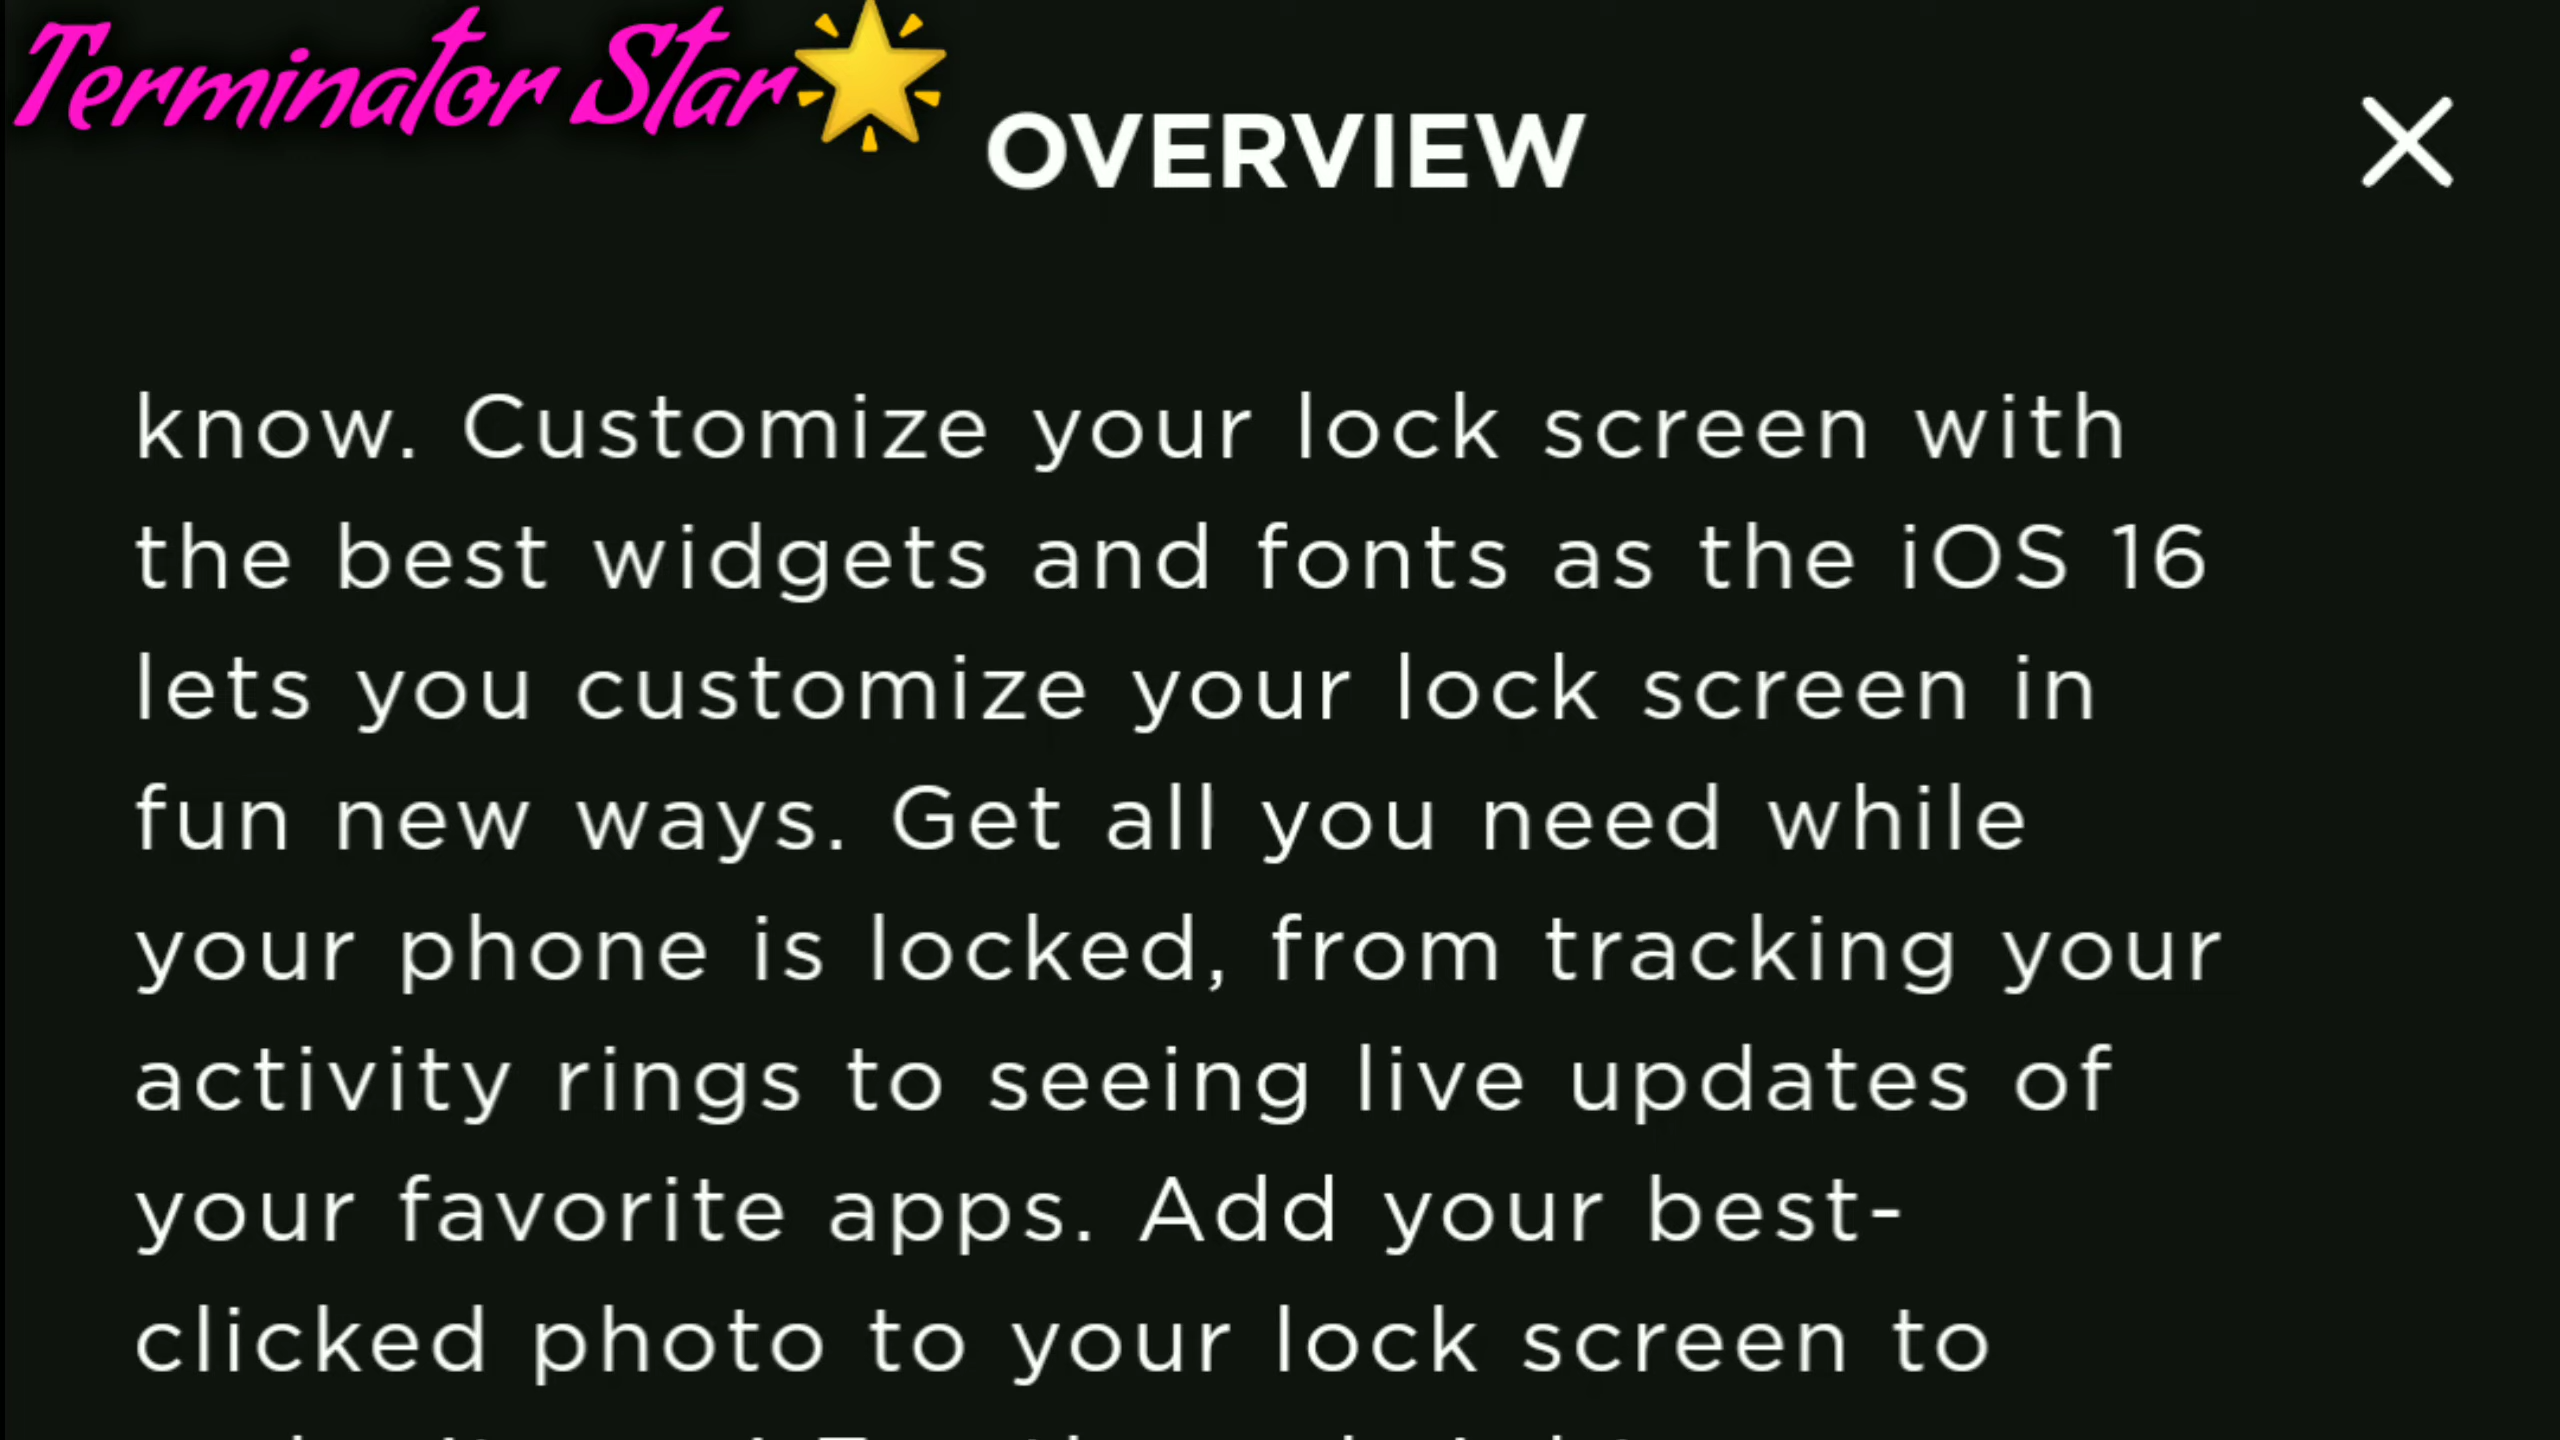 Terminator Star
OVERVIEW
know. Customize your lock screen with
the best widgets and fonts as the iOS 16
lets you customize your lock screen in
fun new ways. Get all you need while
your phone is locked, from tracking your
activity rings to seeing live updates of
your favorite apps. Add your best-
clicked photo to your lock screen to